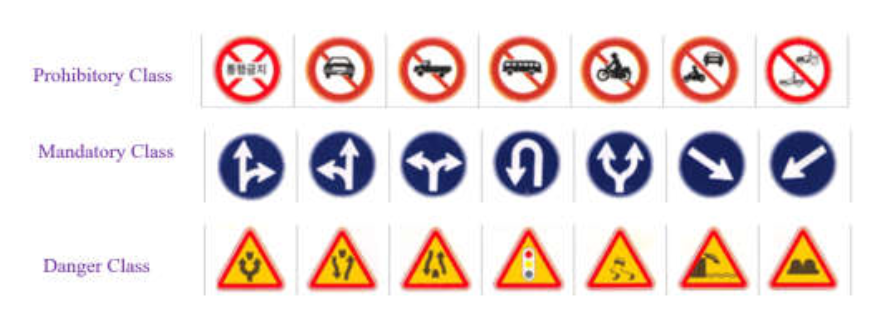 Prohibitory Class
통행금지
Mandatory Class
Danger Class